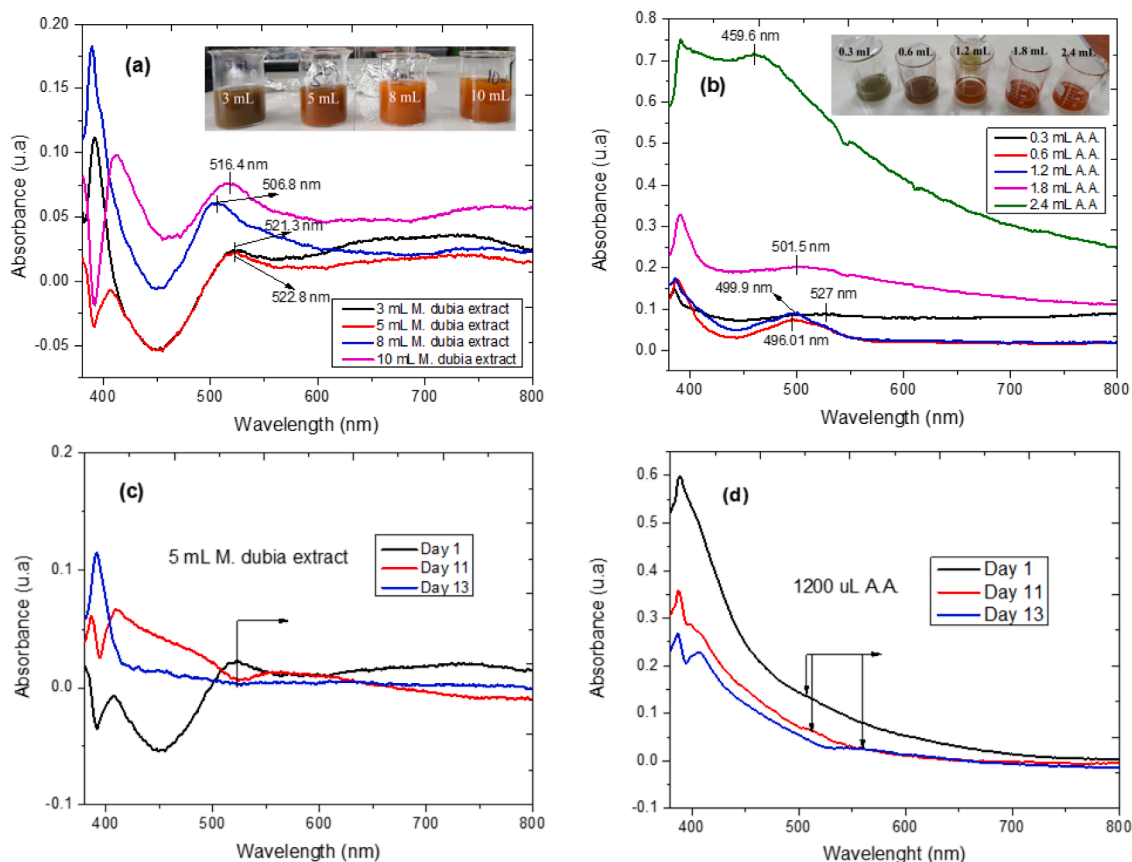 (a)
3 mL
5 mL
8 mL
10 mL
516.4 nm
506.8 nm
521.3 nm
522.8 nm
3 mL M. dubia extract
5 mL M. dubia extract
8 mL M. dubia extract
10 mL M. dubia extract
0.20
0.15
0.10
0.05
0.00
-0.05
Absorbance (u.a)
400 500 600 700 800
Wavelength (nm)
(b)
459.6 nm
0.3 mL
0.6 mL
1.2 mL
1.8 mL
2.4 mL
0.3 mL A.A.
0.6 mL A.A.
1.2 mL A.A.
1.8 mL A.A.
2.4 mL A.A
501.5 nm
499.9 nm
527 nm
496.01 nm
0.8
0.7
0.6
0.5
0.4
0.3
0.2
0.1
0.0
Absorbance (u.a)
400 500 600 700 800
Wavelength (nm)
(c)
5 mL M. dubia extract
Day 1
Day 11
Day 13
0.2
0.1
0.0
-0.1
Absorbance (u.a)
400 500 600 700 800
Wavelength (nm)
(d)
1200 uL A.A.
Day 1
Day 11
Day 13
0.6
0.5
0.4
0.3
0.2
0.1
0.0
-0.1
Absorbance (u.a)
400 500 600 700 800
Wavelenght (nm)